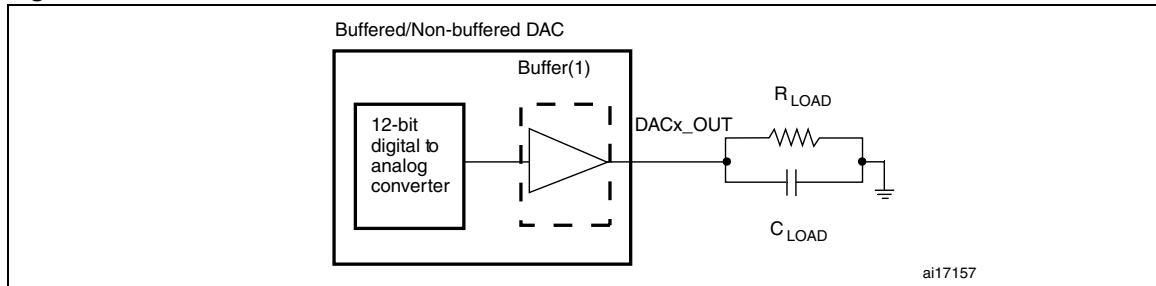 Buffered/Non-buffered DAC
Buffer(1)
12-bit
digital to
analog
converter
DACx_OUT
R LOAD
C LOAD
ai17157